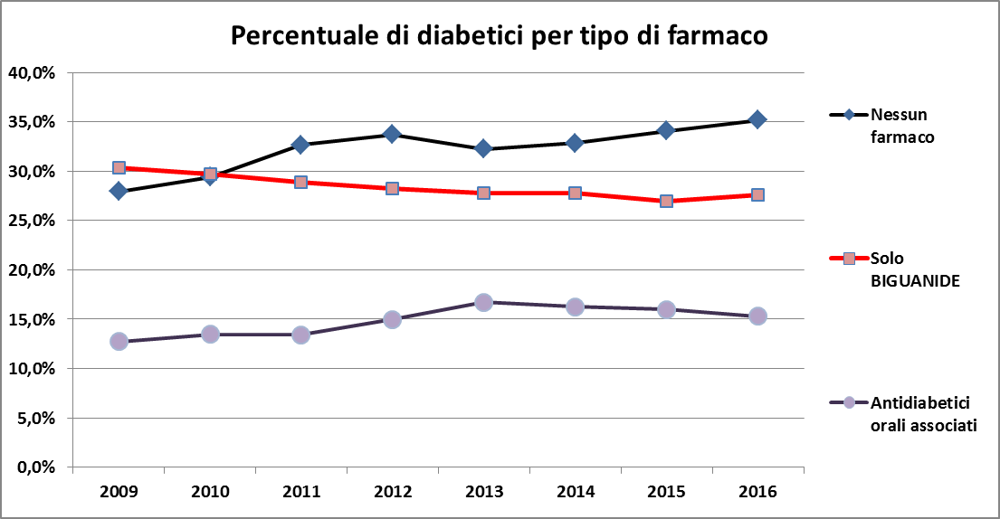 Percentuale di diabetici per tipo di farmaco
40,0%
35,0%
30,0%
25,0%
20,0%
15,0%
10,0%
5,0%
0,0%
2009 2010 2011 2012 2013 2014 2015 2016
Nessun
farmaco
Solo
BIGUANIDE
Antidiabetici
orali associati